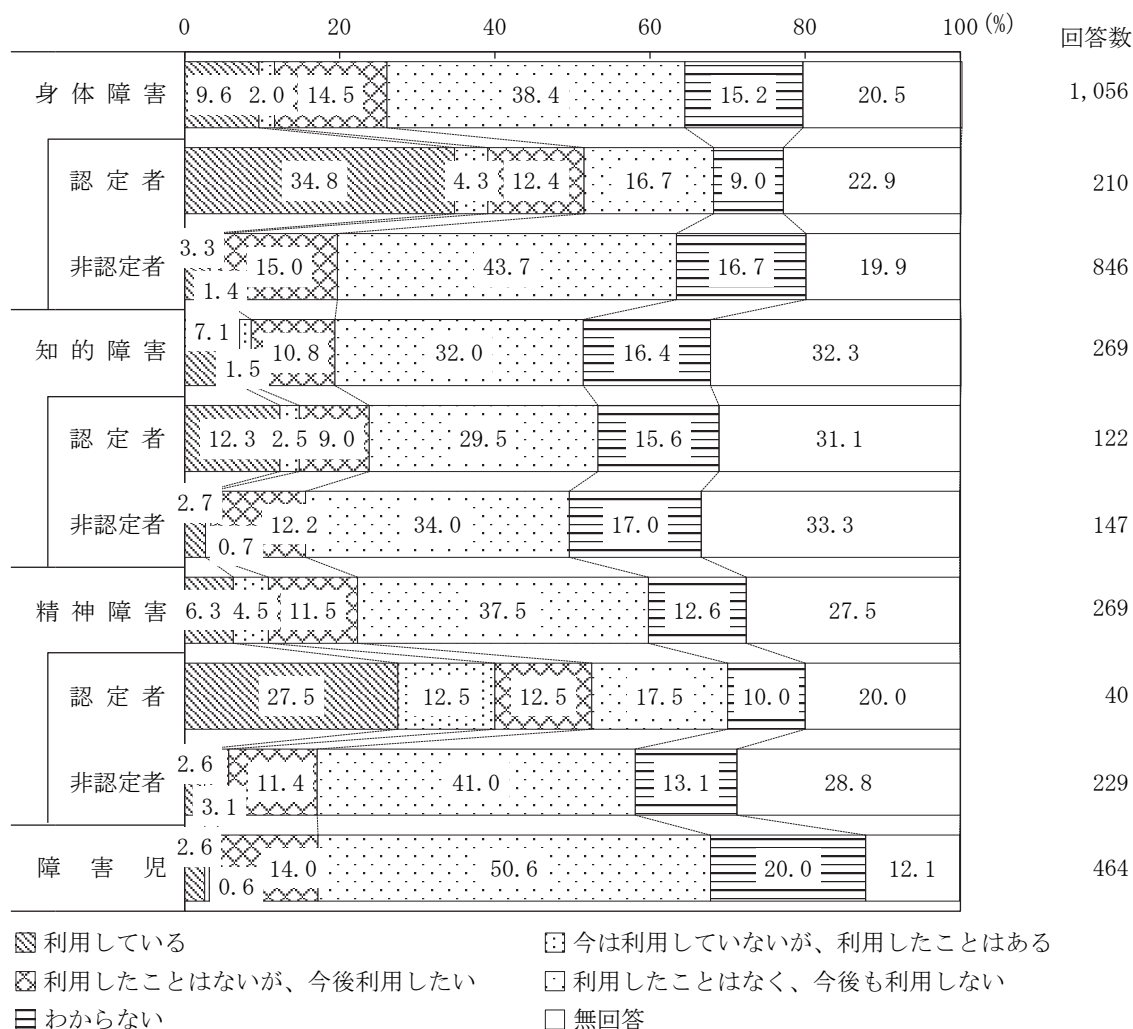 0 20 40 60 80 100 (%)
回答数
身体障害 9.6 2.0 14.5 38.4 15.2 20.5 1,056
認定者 34.8 4.3 12.4 16.7 9.0 22.9 210
非認定者 3.3 1.4 15.0 43.7 16.7 19.9 846
知的障害 7.1 1.5 10.8 32.0 16.4 32.3 269
認定者 12.3 2.5 9.0 29.5 15.6 31.1 122
非認定者 2.7 0.7 12.2 34.0 17.0 33.3 147
精神障害 6.3 4.5 11.5 37.5 12.6 27.5 269
認定者 27.5 12.5 12.5 17.5 10.0 20.0 40
非認定者 2.6 3.1 11.4 41.0 13.1 28.8 229
障害児 2.6 0.6 14.0 50.6 20.0 12.1 464
利用している 今は利用していないが、利用したことはある
利用したことはないが、今後利用したい 利用したことはなく、今後も利用しない
わからない 無回答